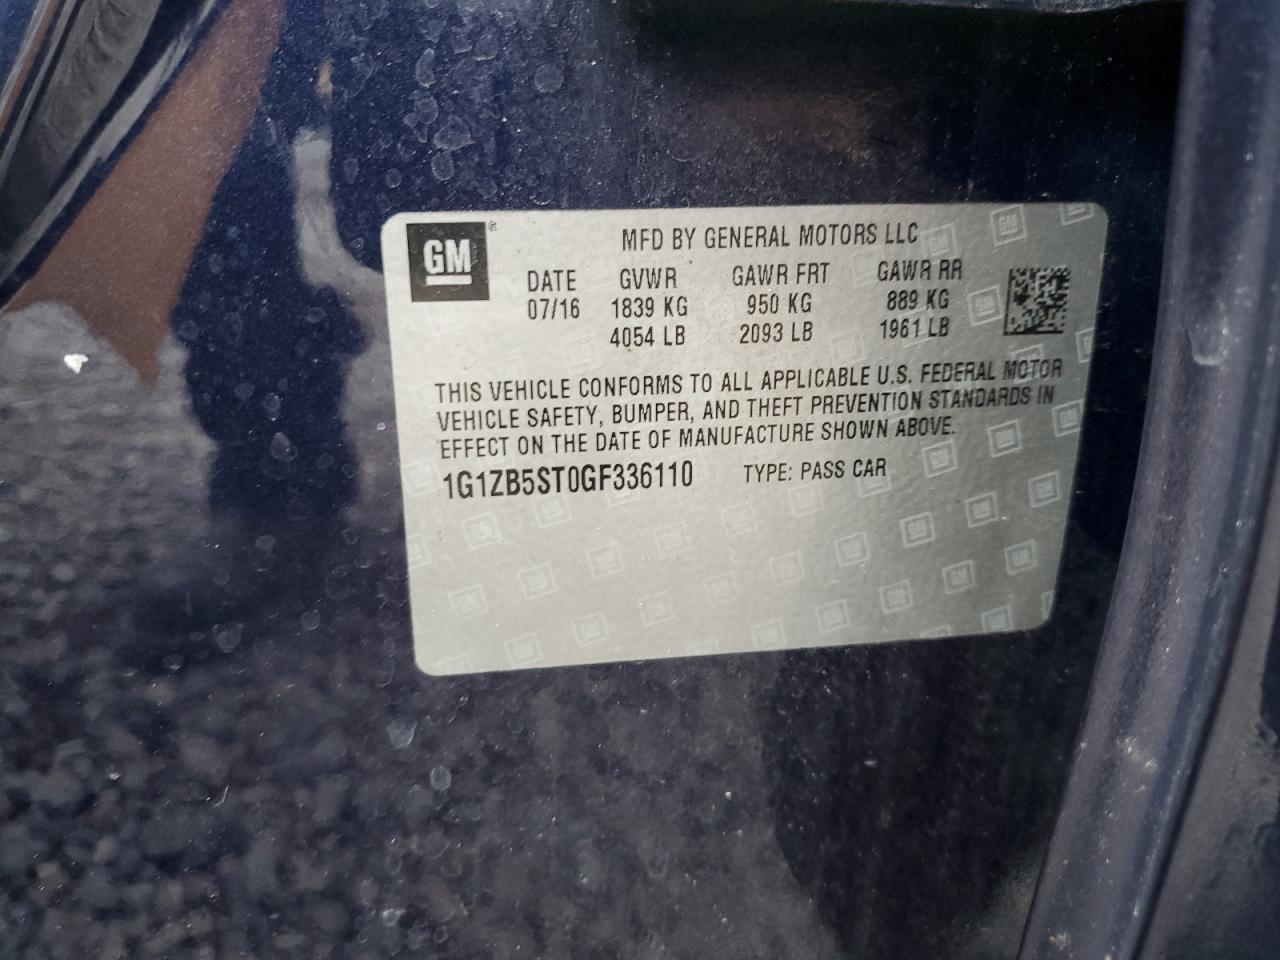 GM®
MFD BY GENERAL MOTORS LLC
DATE GVWR GAWR FRT GAWR RR
07/16 1839 KG 950 KG 889 KG
4054 LB 2093 LB 1961 LB
THIS VEHICLE CONFORMS TO ALL APPLICABLE U.S. FEDERAL MOTOR
VEHICLE SAFETY, BUMPER, AND THEFT PREVENTION STANDARDS IN
EFFECT ON THE DATE OF MANUFACTURE SHOWN ABOVE.
1G1ZB5ST0GF336110 TYPE: PASS CAR